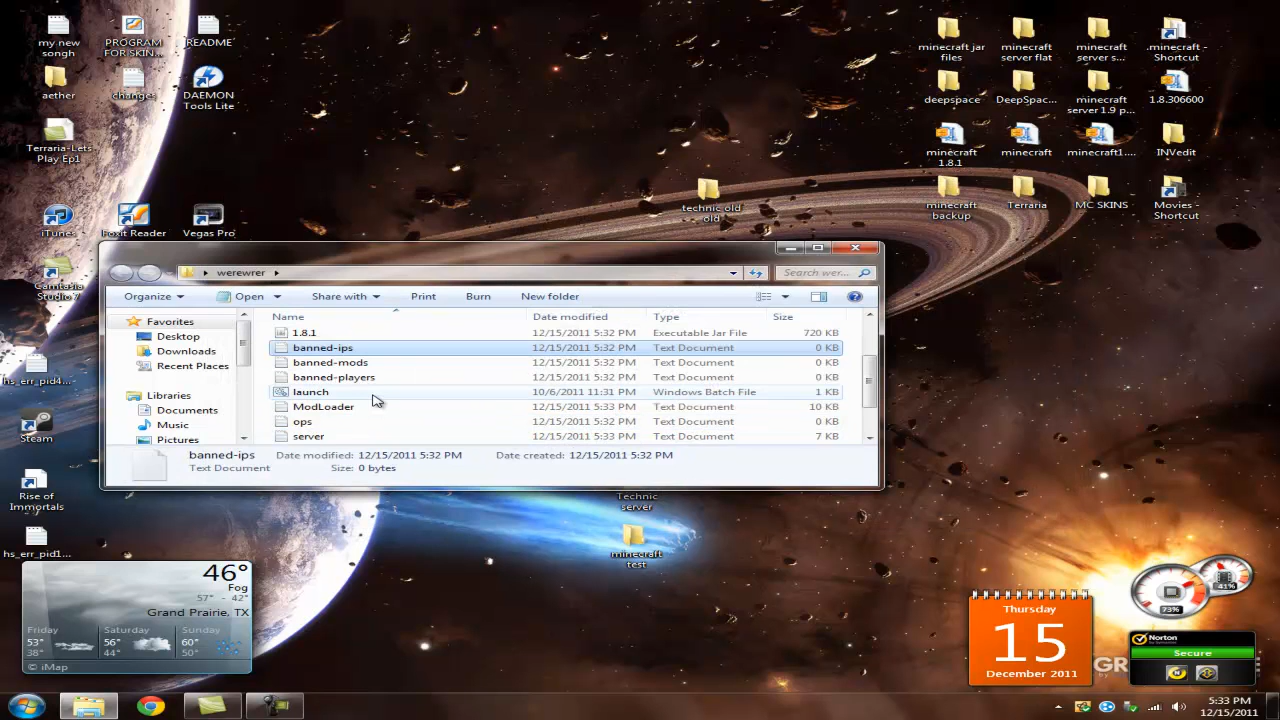 my new
songh
PROGRAM
FOR SKIN...
README
aether
changes
DAEMON
Tools Lite
Terraria-Lets
Play Ep1
iTunes
Foxit Reader
Vegas Pro
Camtasia
Studio 7
hs_err_pid4...
Steam
Rise of
Immortals
hs_err_pid1...
minecraft jar
files
minecraft
server flat
minecraft
server s...
.minecraft -
Shortcut
deepspace
DeepSpac...
minecraft
server 1.9 p...
1.8.306600
minecraft
1.8.1
minecraft
minecraft1....
INVedit
minecraft
backup
Terraria
MC SKINS
Movies -
Shortcut
technic old
old
werewrer
Search wer...
Organize
Open
Share with
Print
Burn
New folder
Favorites
Desktop
Downloads
Recent Places
Libraries
Documents
Music
Pictures
Name Date modified Type Size
1.8.1 12/15/2011 5:32 PM Executable Jar File 720 KB
banned-ips 12/15/2011 5:32 PM Text Document 0 KB
banned-mods 12/15/2011 5:32 PM Text Document 0 KB
banned-players 12/15/2011 5:32 PM Text Document 0 KB
launch 10/6/2011 11:31 PM Windows Batch File 1 KB
ModLoader 12/15/2011 5:33 PM Text Document 10 KB
ops 12/15/2011 5:33 PM Text Document 0 KB
server 12/15/2011 5:33 PM Text Document 7 KB
banned-ips Date modified: 12/15/2011 5:32 PM Date created: 12/15/2011 5:32 PM
Text Document Size: 0 bytes
Technic
server
minecraft
test
46°
Fog
57° - 42°
Grand Prairie, TX
Friday Saturday Sunday
53° 56° 60°
38° 44° 50°
© iMap
Thursday
15
December 2011
73%
41%
Norton
Secure
GR
5:33 PM
12/15/2011